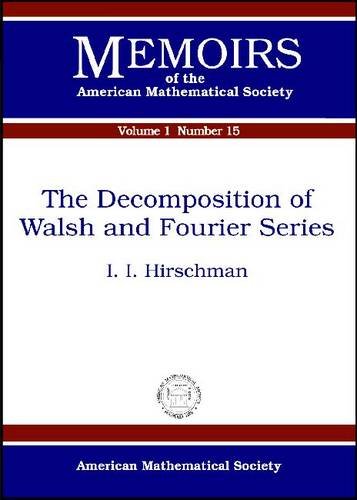 MEMOIRS
of the
American Mathematical Society
Volume 1 Number 15
The Decomposition of
Walsh and Fourier Series
I. I. Hirschman
American Mathematical Society